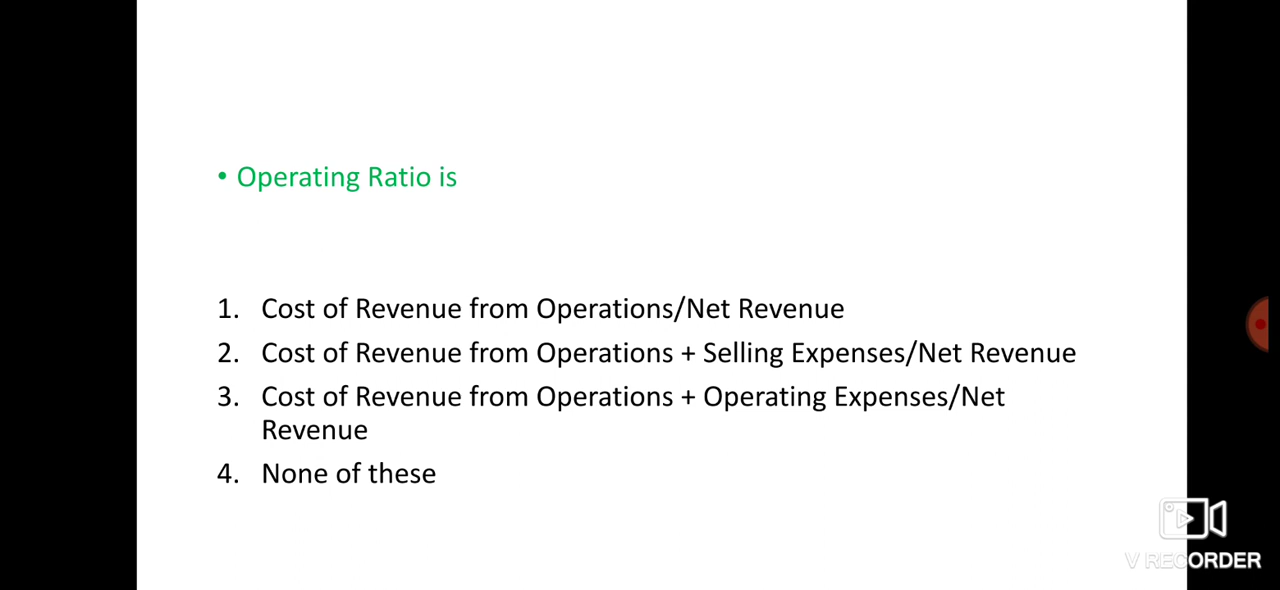 • Operating Ratio is
1. Cost of Revenue from Operations/Net Revenue
2. Cost of Revenue from Operations + Selling Expenses/Net Revenue
3. Cost of Revenue from Operations + Operating Expenses/Net
Revenue
4. None of these
V RECORDER